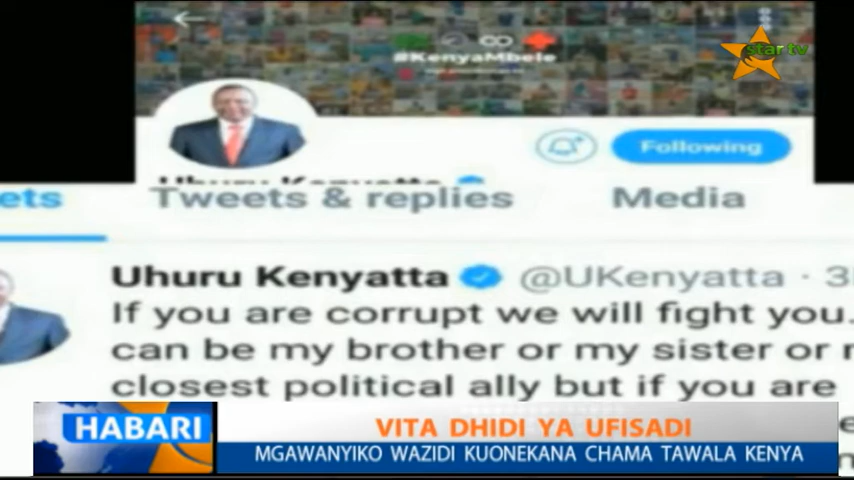 star tv
#KenyaMbele
Following
Uhuru Kenyatta
ets Tweets & replies Media
Uhuru Kenyatta @UKenyatta · 3
If you are corrupt we will fight you.
can be my brother or my sister or
closest political ally but if you are
HABARI
VITA DHIDI YA UFISADI
MGAWANYIKO WAZIDI KUONEKANA CHAMA TAWALA KENYA